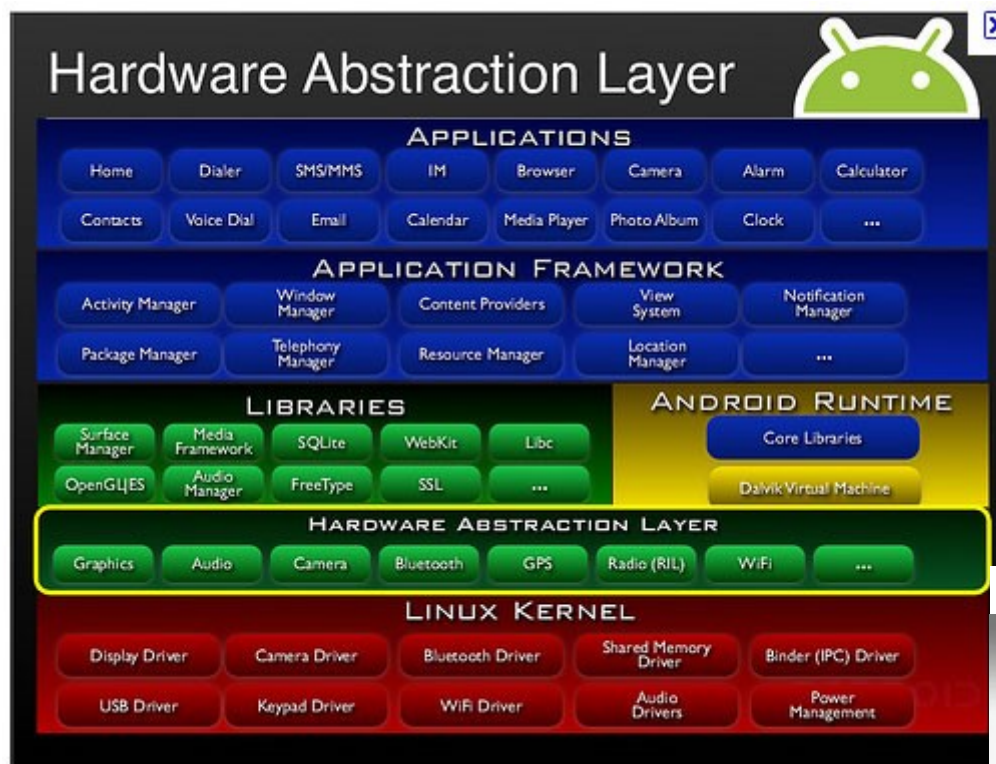 Hardware Abstraction Layer
APPLICATIONS
Home Dialer SMS/MMS IM Browser Camera Alarm Calculator
Contacts Voice Dial Email Calendar Media Player Photo Album Clock ...
APPLICATION FRAMEWORK
Activity Manager Window Manager Content Providers View System Notification Manager
Package Manager Telephony Manager Resource Manager Location Manager ...
LIBRARIES
Surface Manager Media Framework SQLite WebKit Libc
OpenGL|ES Audio Manager FreeType SSL ...
ANDROID RUNTIME
Core Libraries
Dalvik Virtual Machine
HARDWARE ABSTRACTION LAYER
Graphics Audio Camera Bluetooth GPS Radio (RIL) WiFi ...
LINUX KERNEL
Display Driver Camera Driver Bluetooth Driver Shared Memory Driver Binder (IPC) Driver
USB Driver Keypad Driver WiFi Driver Audio Drivers Power Management